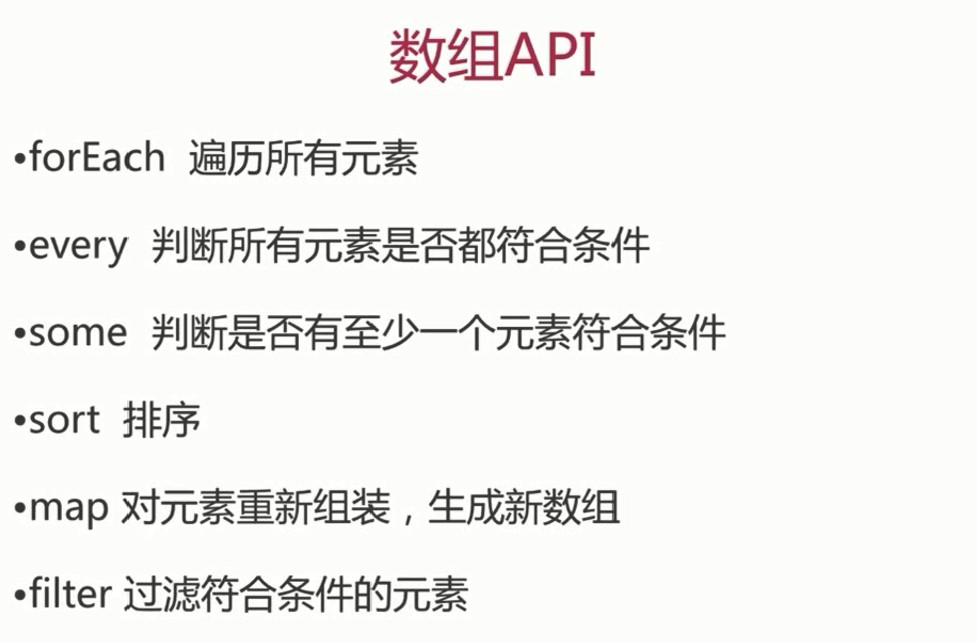 数组API
•forEach 遍历所有元素
•every 判断所有元素是否都符合条件
•some 判断是否有至少一个元素符合条件
•sort 排序
•map 对元素重新组装，生成新数组
•filter 过滤符合条件的元素